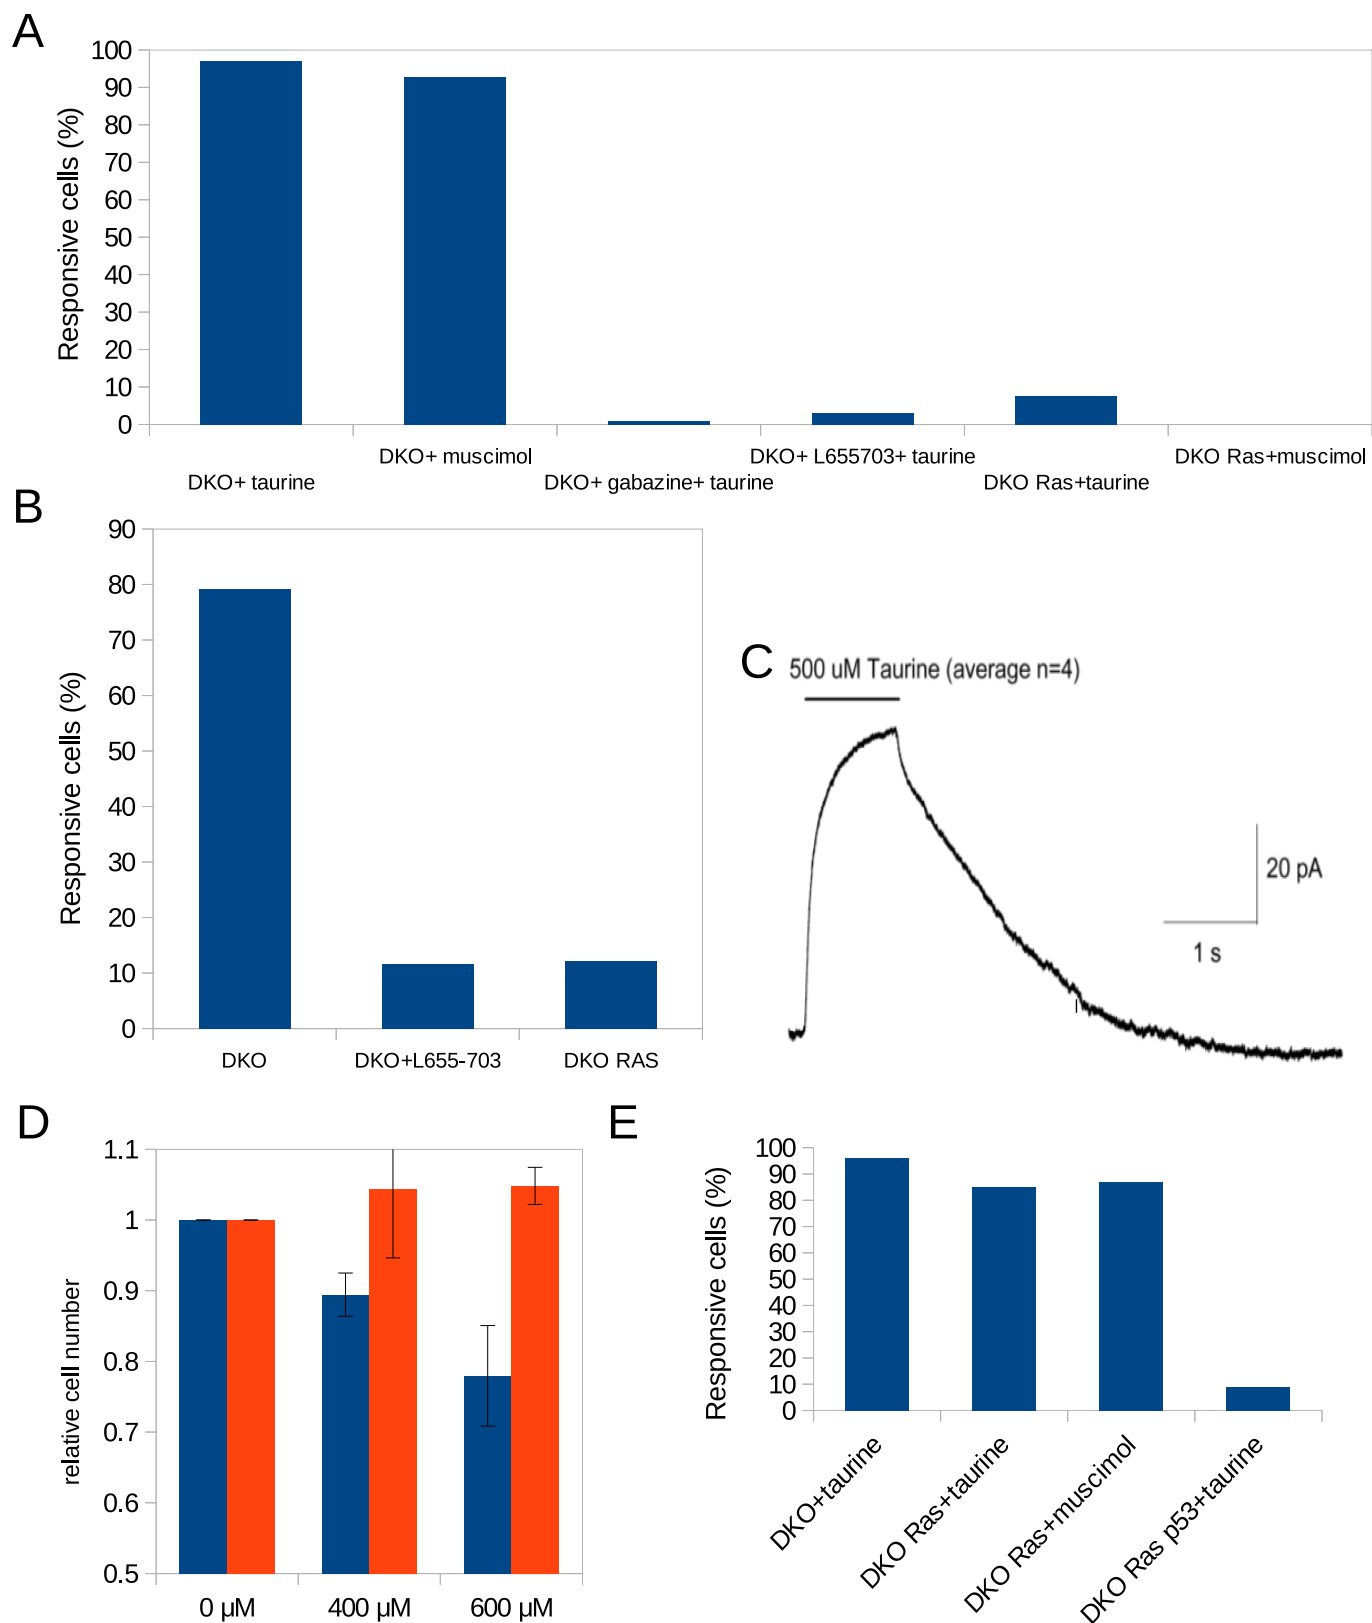 A
Responsive cells (%)
100
90
80
70
60
50
40
30
20
10
0
DKO+ taurine
DKO+ muscimol
DKO+ gabazine+ taurine
DKO+ L655703+ taurine
DKO Ras+taurine
DKO Ras+muscimol
B
Responsive cells (%)
90
80
70
60
50
40
30
20
10
0
DKO
DKO+L655-703
DKO RAS
C
500 uM Taurine (average n=4)
20 pA
1 s
D
relative cell number
1.1
1
0.9
0.8
0.7
0.6
0.5
0 µM
400 µM
600 µM
E
Responsive cells (%)
100
90
80
70
60
50
40
30
20
10
0
DKO+taurine
DKO Ras+taurine
DKO Ras+muscimol
DKO Ras p53+taurine